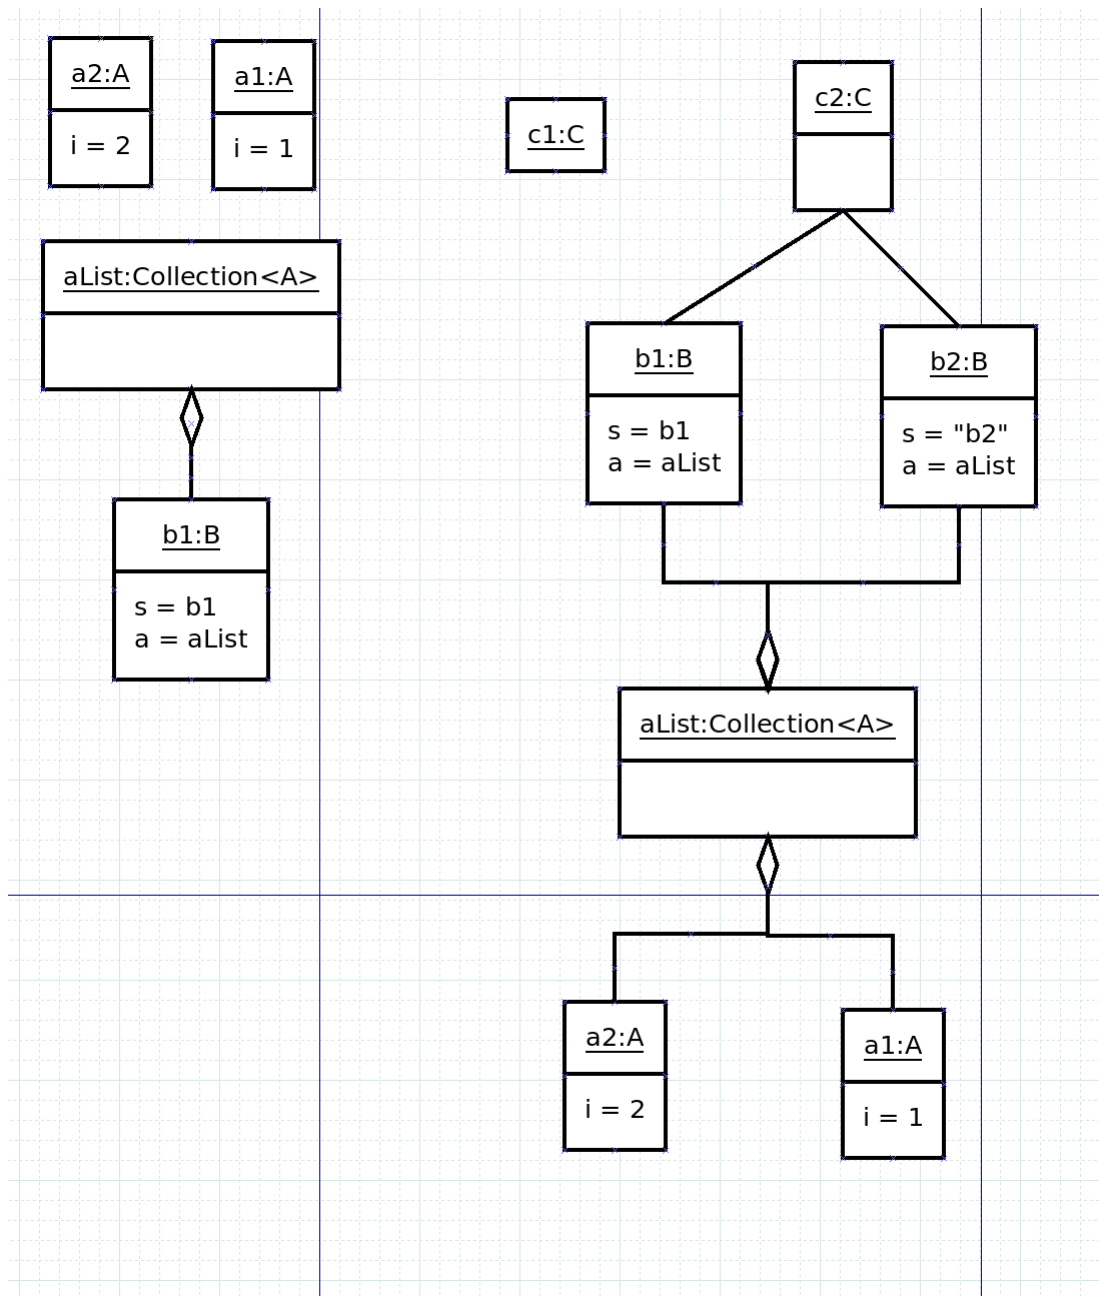 a2:A
i = 2
a1:A
i = 1
aList:Collection<A>
b1:B
s = b1
a = aList
c1:C
c2:C
b1:B
s = b1
a = aList
b2:B
s = "b2"
a = aList
aList:Collection<A>
a2:A
i = 2
a1:A
i = 1